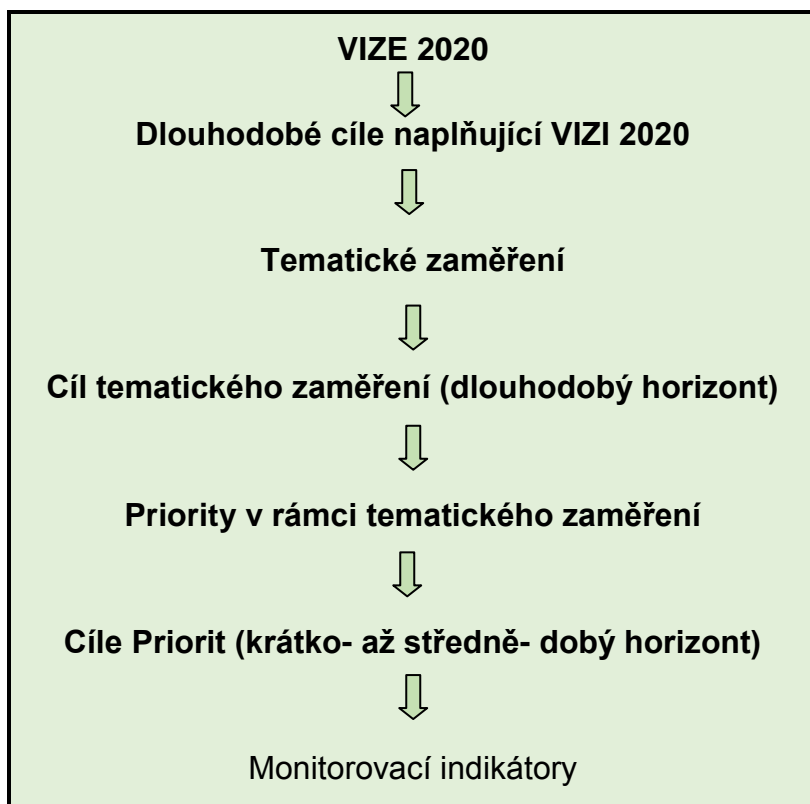 VIZE 2020
Dlouhodobé cíle naplňující VIZI 2020
Tematické zaměření
Cíl tematického zaměření (dlouhodobý horizont)
Priority v rámci tematického zaměření
Cíle Priorit (krátko- až středně- dobý horizont)
Monitorovací indikátory